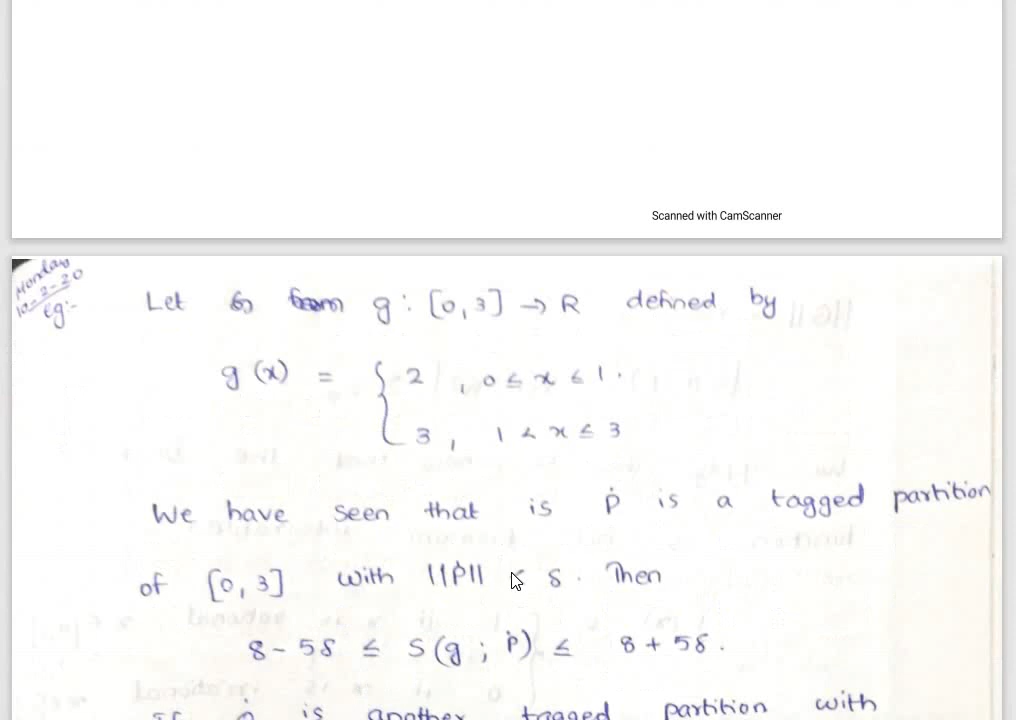 Scanned with CamScanner
Monday
10-2-20
eg:-
Let g : [0, 3] → R defined by
g(x) = { 2 , 0 ≤ x ≤ 1.
3 , 1 < x ≤ 3
We have seen that is Ṗ is a tagged partition
of [0, 3] with ||Ṗ|| < δ. Then
8 - 5δ ≤ S(g ; Ṗ) ≤ 8 + 5δ.
is another tagged partition with